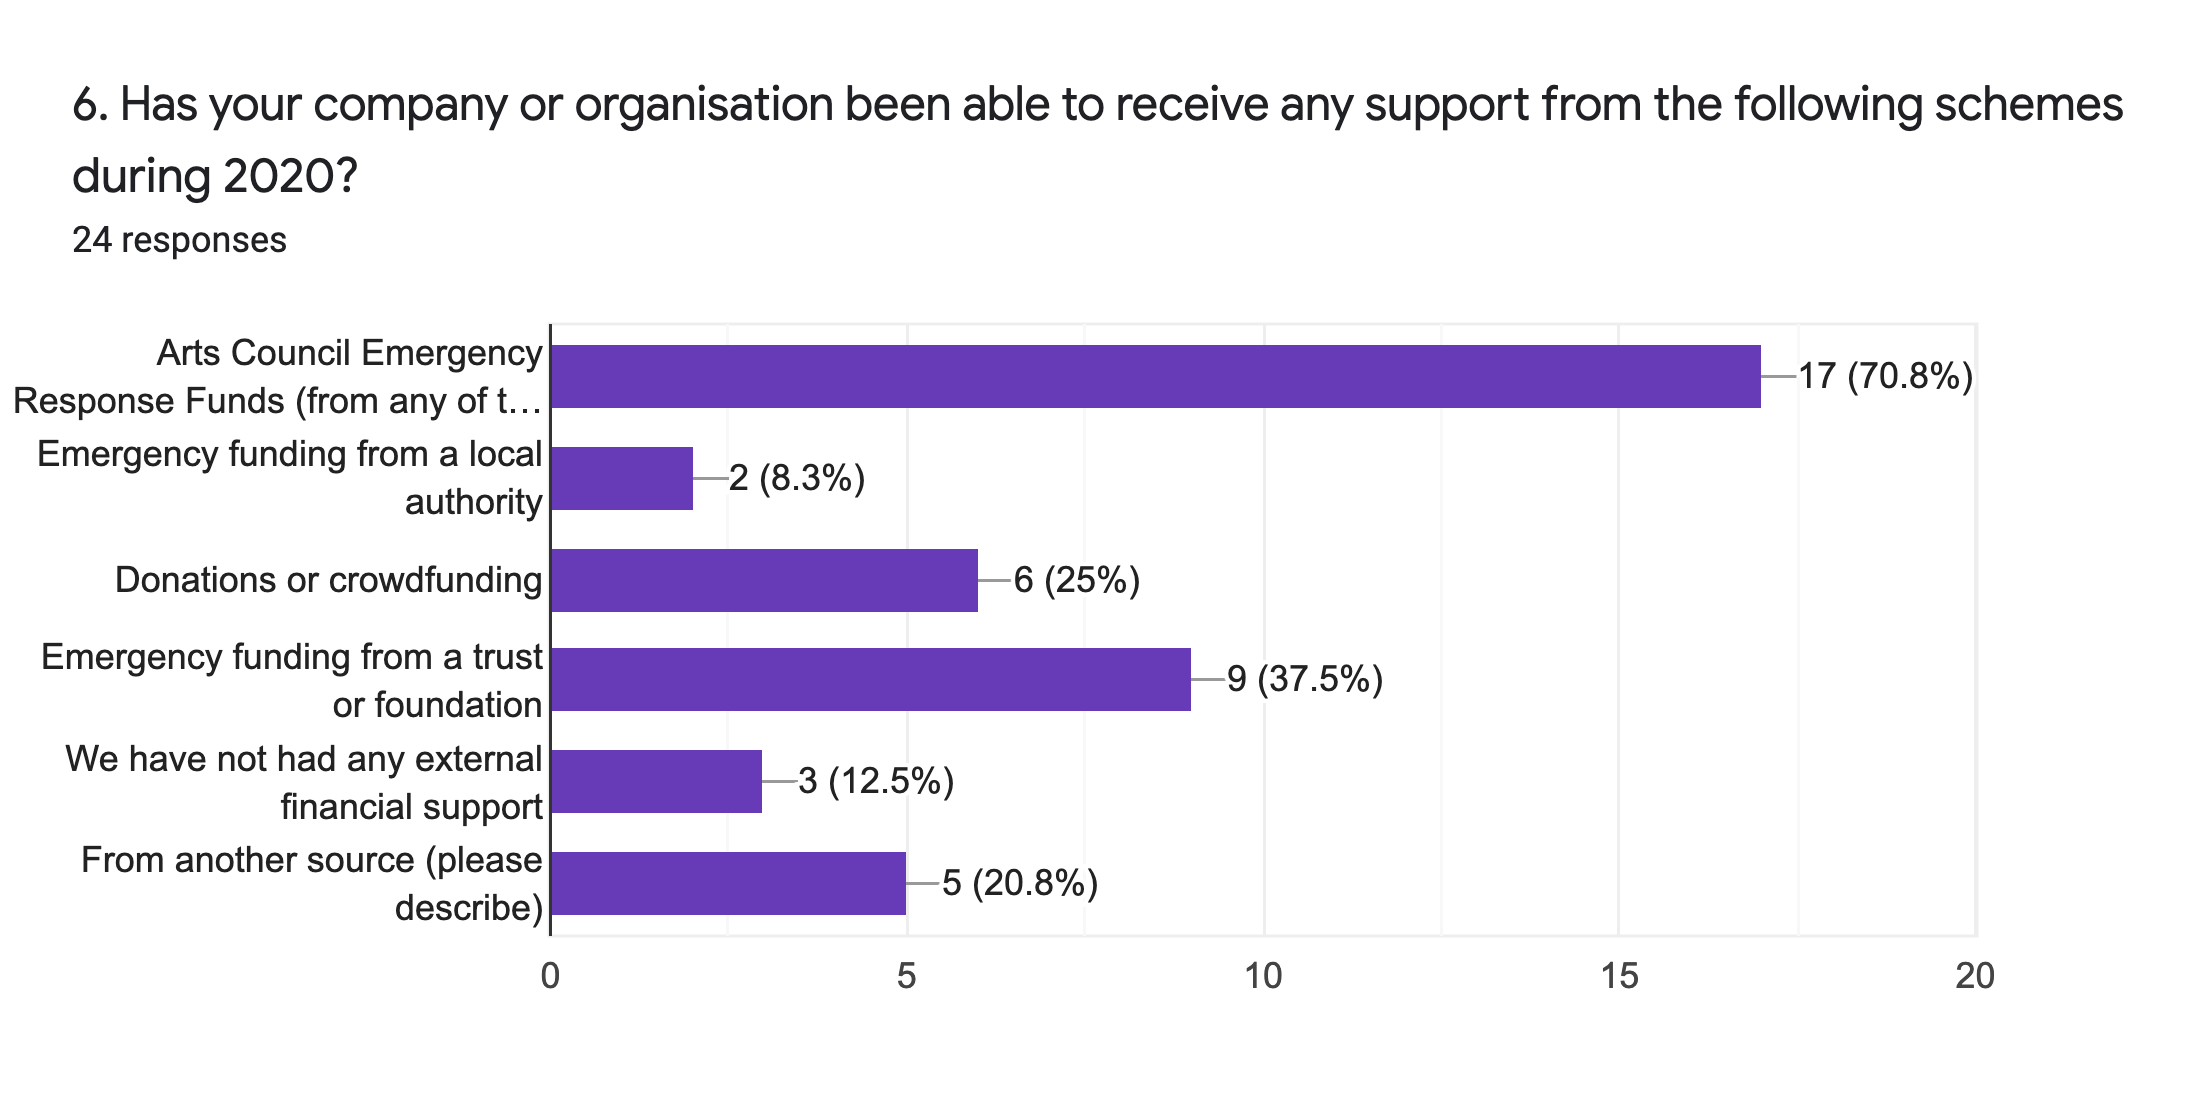 6. Has your company or organisation been able to receive any support from the following schemes
during 2020?
24 responses
Arts Council Emergency
Response Funds (from any of t…
17 (70.8%)
Emergency funding from a local
authority
2 (8.3%)
Donations or crowdfunding
6 (25%)
Emergency funding from a trust
or foundation
9 (37.5%)
We have not had any external
financial support
3 (12.5%)
From another source (please
describe)
5 (20.8%)
0 5 10 15 20